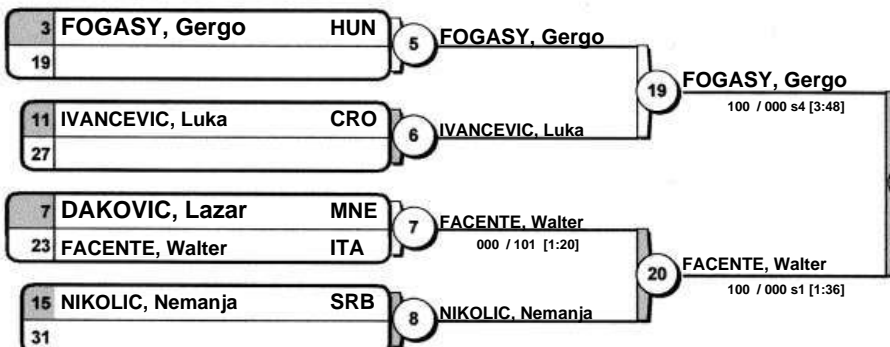 3 FOGASY, Gergo HUN
19
5
FOGASY, Gergo
11 IVANCEVIC, Luka CRO
27
6
IVANCEVIC, Luka
19
FOGASY, Gergo
100 / 000 s4 [3:48]
7 DAKOVIC, Lazar MNE
23 FACENTE, Walter ITA
7
FACENTE, Walter
000 / 101 [1:20]
15 NIKOLIC, Nemanja SRB
31
8
NIKOLIC, Nemanja
20
FACENTE, Walter
100 / 000 s1 [1:36]